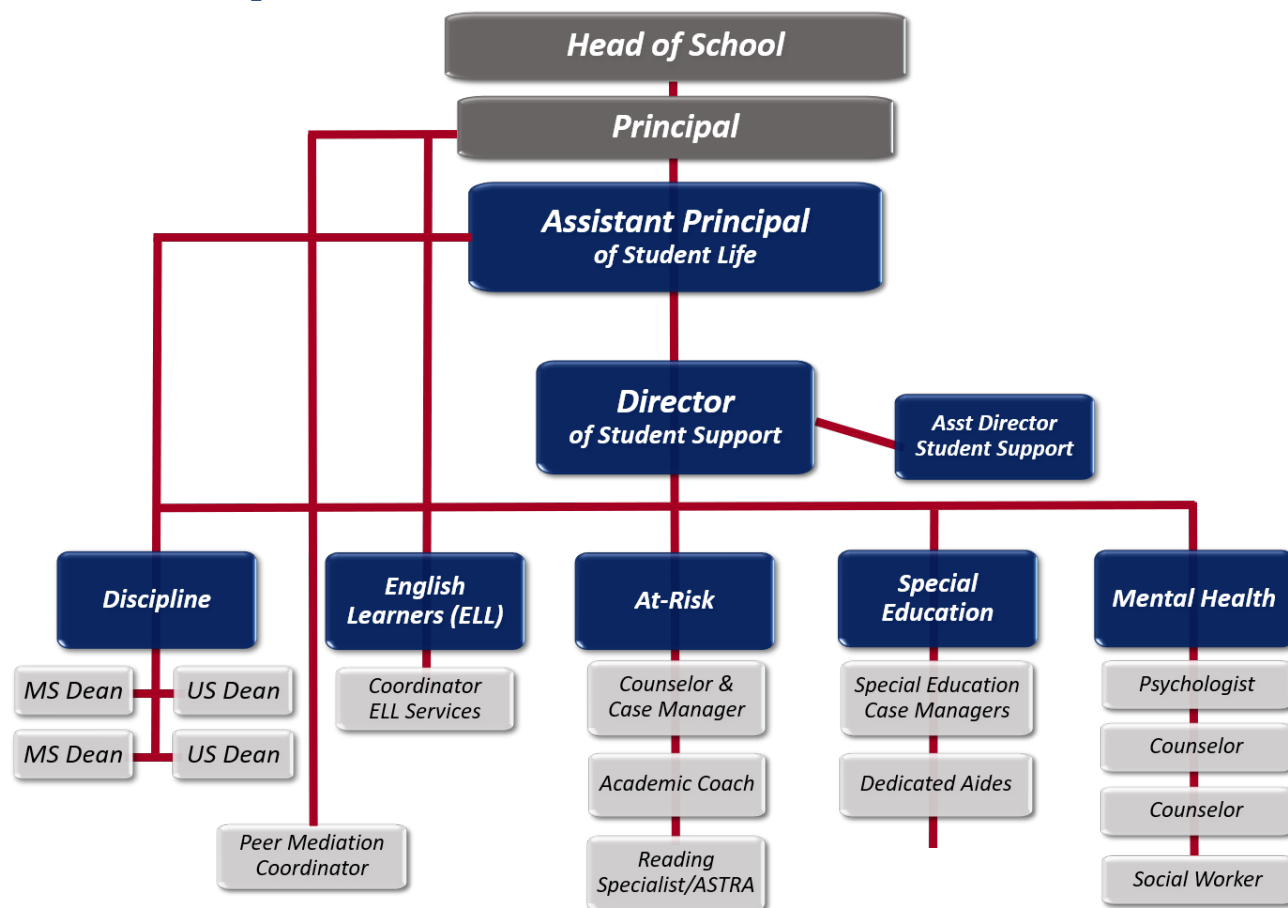 Head of School
Principal
Assistant Principal
of Student Life
Director
of Student Support
Asst Director
Student Support
Discipline
English
Learners (ELL)
At-Risk
Special
Education
Mental Health
MS Dean
US Dean
MS Dean
US Dean
Coordinator
ELL Services
Peer Mediation
Coordinator
Counselor &
Case Manager
Academic Coach
Reading
Specialist/ASTRA
Special Education
Case Managers
Dedicated Aides
Psychologist
Counselor
Counselor
Social Worker